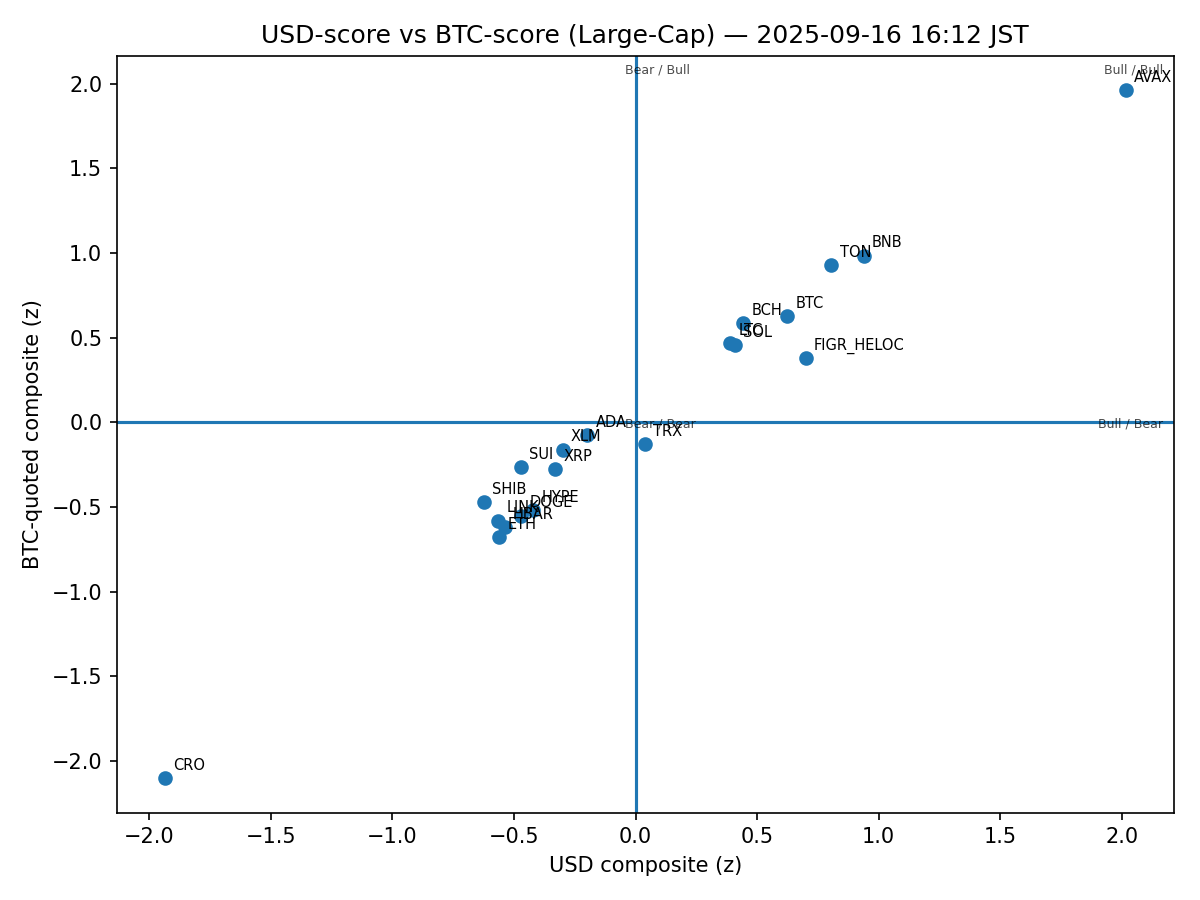 USD-score vs BTC-score (Large-Cap) — 2025-09-16 16:12 JST
Bear / Bull
Bull / Bull
AVAX
BNB
TON
BTC
BCH
LTC
SOL
FIGR_HELOC
ADA
Bear / Bear
Bull / Bear
TRX
XLM
SUI
XRP
SHIB
HYPE
DOGE
LINK
HBAR
ETH
CRO
2.0
1.5
1.0
0.5
0.0
−0.5
−1.0
−1.5
−2.0
BTC-quoted composite (z)
−2.0 −1.5 −1.0 −0.5 0.0 0.5 1.0 1.5 2.0
USD composite (z)